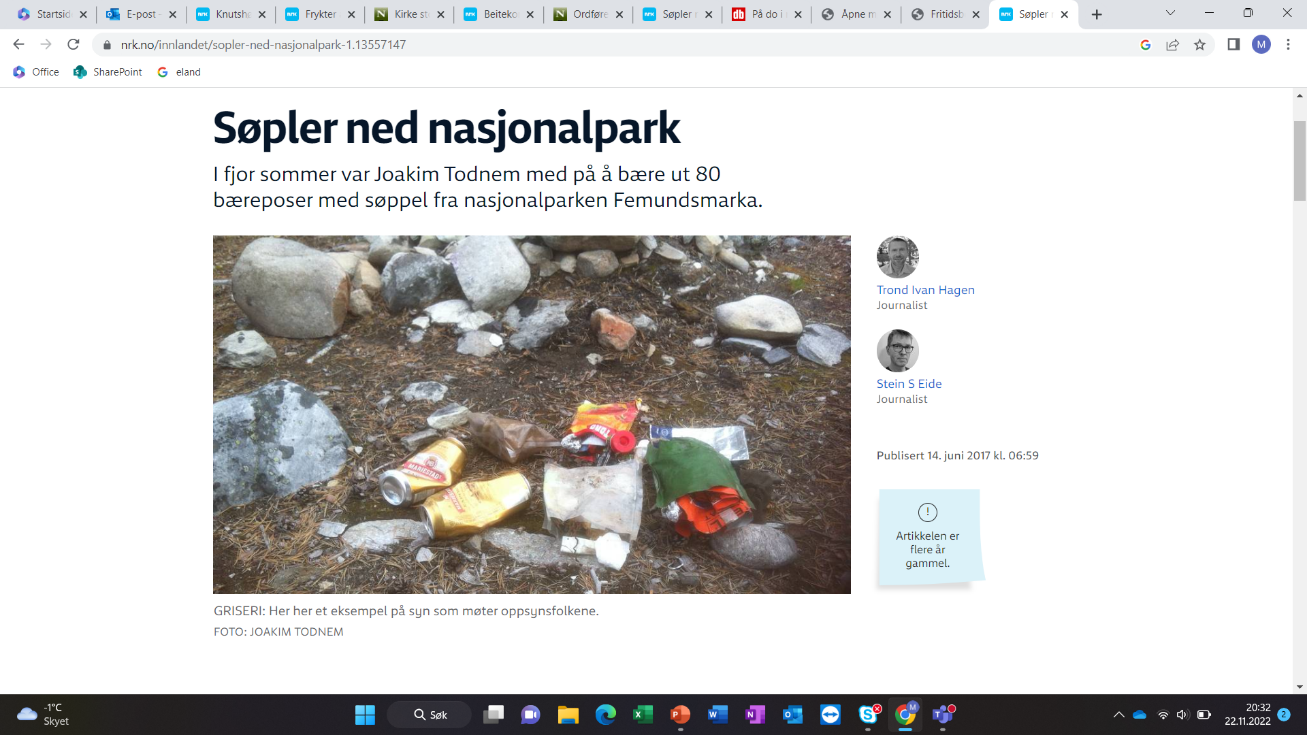 Startsid
E-post -
Knutshø
Frykter
Kirke st
Beiteko
Ordføre
Søpler n
På do i
Åpne m
Fritidsb
Søpler
nrk.no/innlandet/sopler-ned-nasjonalpark-1.13557147
M
Office
SharePoint
eland
Søpler ned nasjonalpark
I fjor sommer var Joakim Todnem med på å bære ut 80
bæreposer med søppel fra nasjonalparken Femundsmarka.
Trond Ivan Hagen
Journalist
Stein S Eide
Journalist
Publisert 14. juni 2017 kl. 06:59
Artikkelen er
flere år
gammel.
MARIESTADS
GRISERI: Her her et eksempel på syn som møter oppsynsfolkene.
FOTO: JOAKIM TODNEM
-1°C
Skyet
Søk
20:32
22.11.2022
2